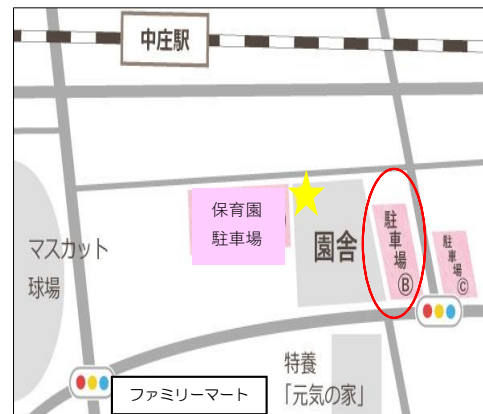 中庄駅
保育園
駐車場
園舎
駐車場Ⓑ
駐車場Ⓒ
マスカット
球場
特養
「元気の家」
ファミリーマート